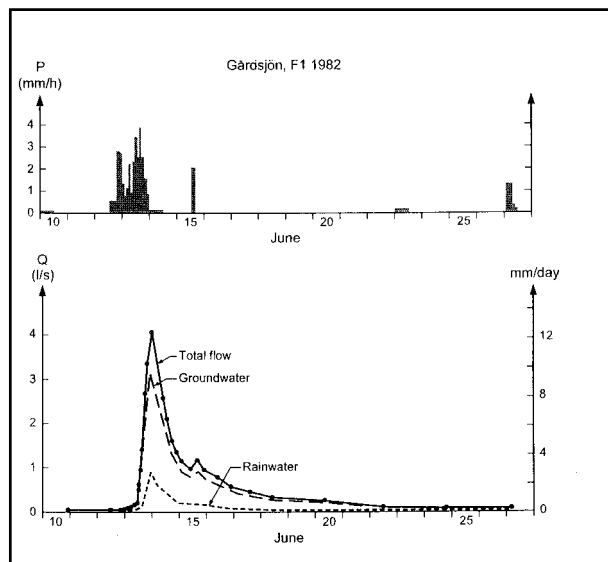 Gårdsjön, F1 1982
P
(mm/h)
4
3
2
1
0
10 15 20 25
June
Q
(l/s)
mm/day
4
3
2
1
0
12
8
4
0
Total flow
Groundwater
Rainwater
10 15 20 25
June